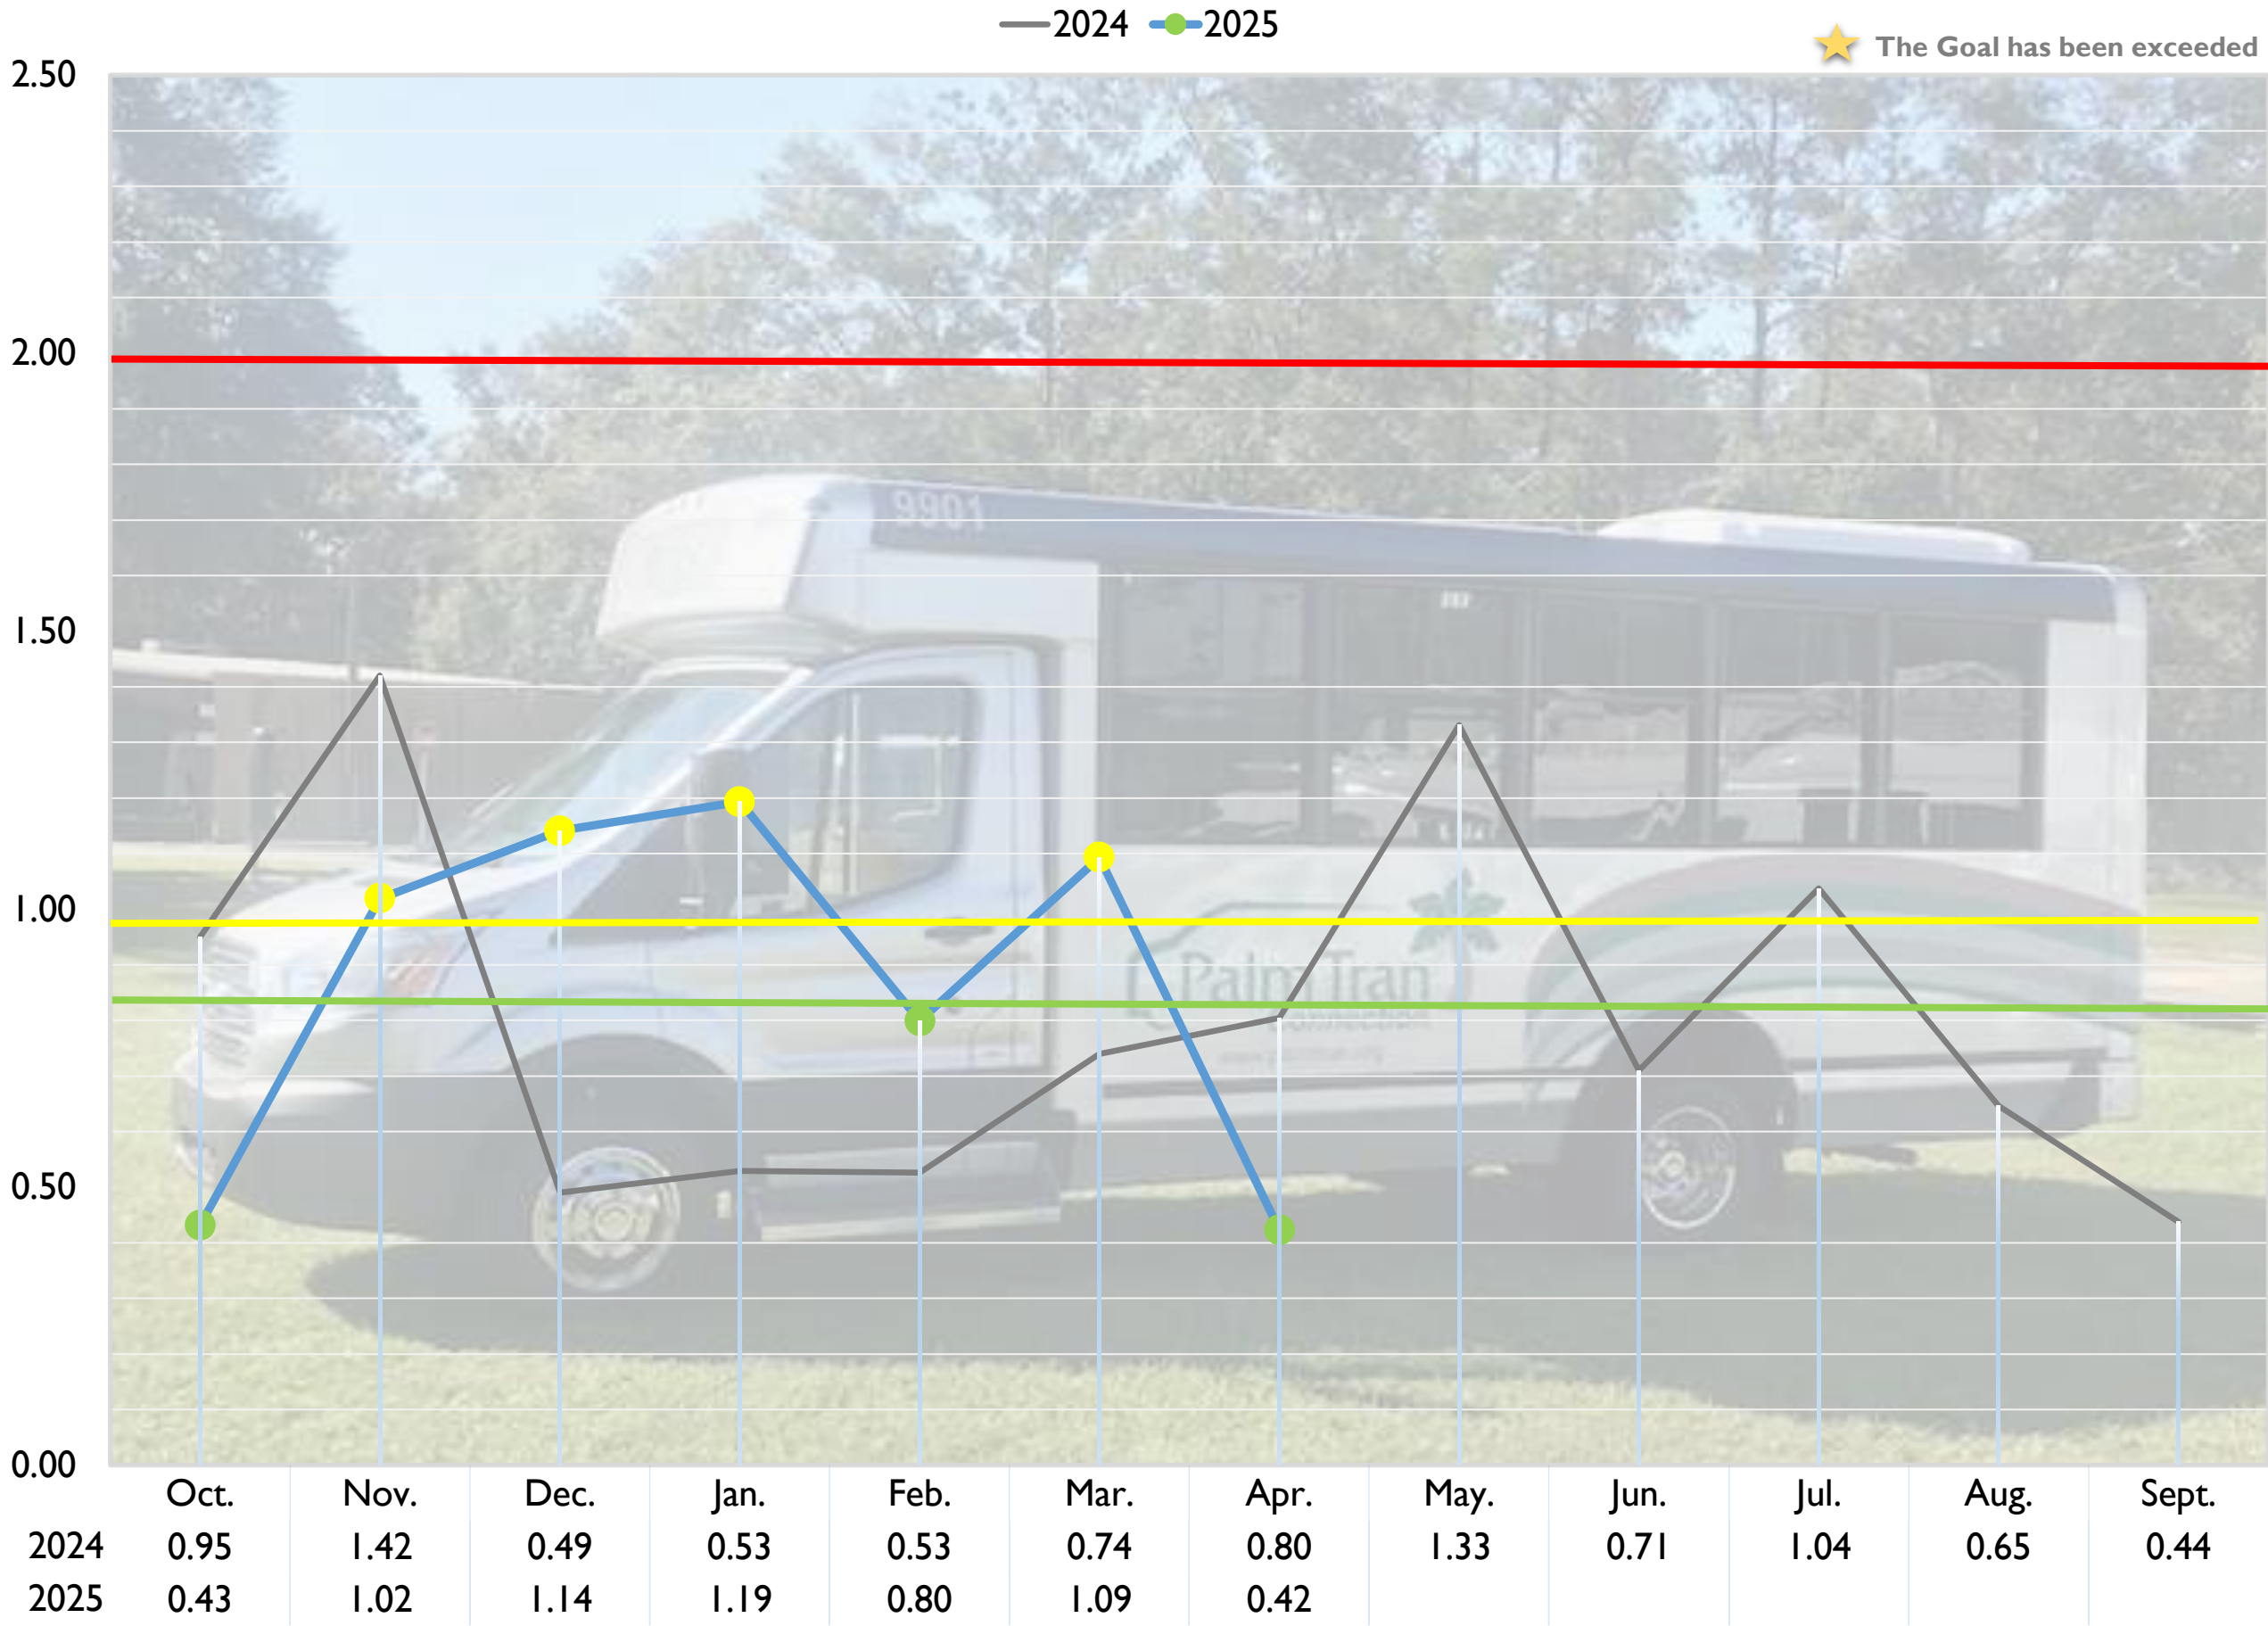 2024 2025
The Goal has been exceeded
2.50
2.00
1.50
1.00
0.50
0.00
9901
Palm Tran
Oct. Nov. Dec. Jan. Feb. Mar. Apr. May. Jun. Jul. Aug. Sept.
2024 0.95 1.42 0.49 0.53 0.53 0.74 0.80 1.33 0.71 1.04 0.65 0.44
2025 0.43 1.02 1.14 1.19 0.80 1.09 0.42